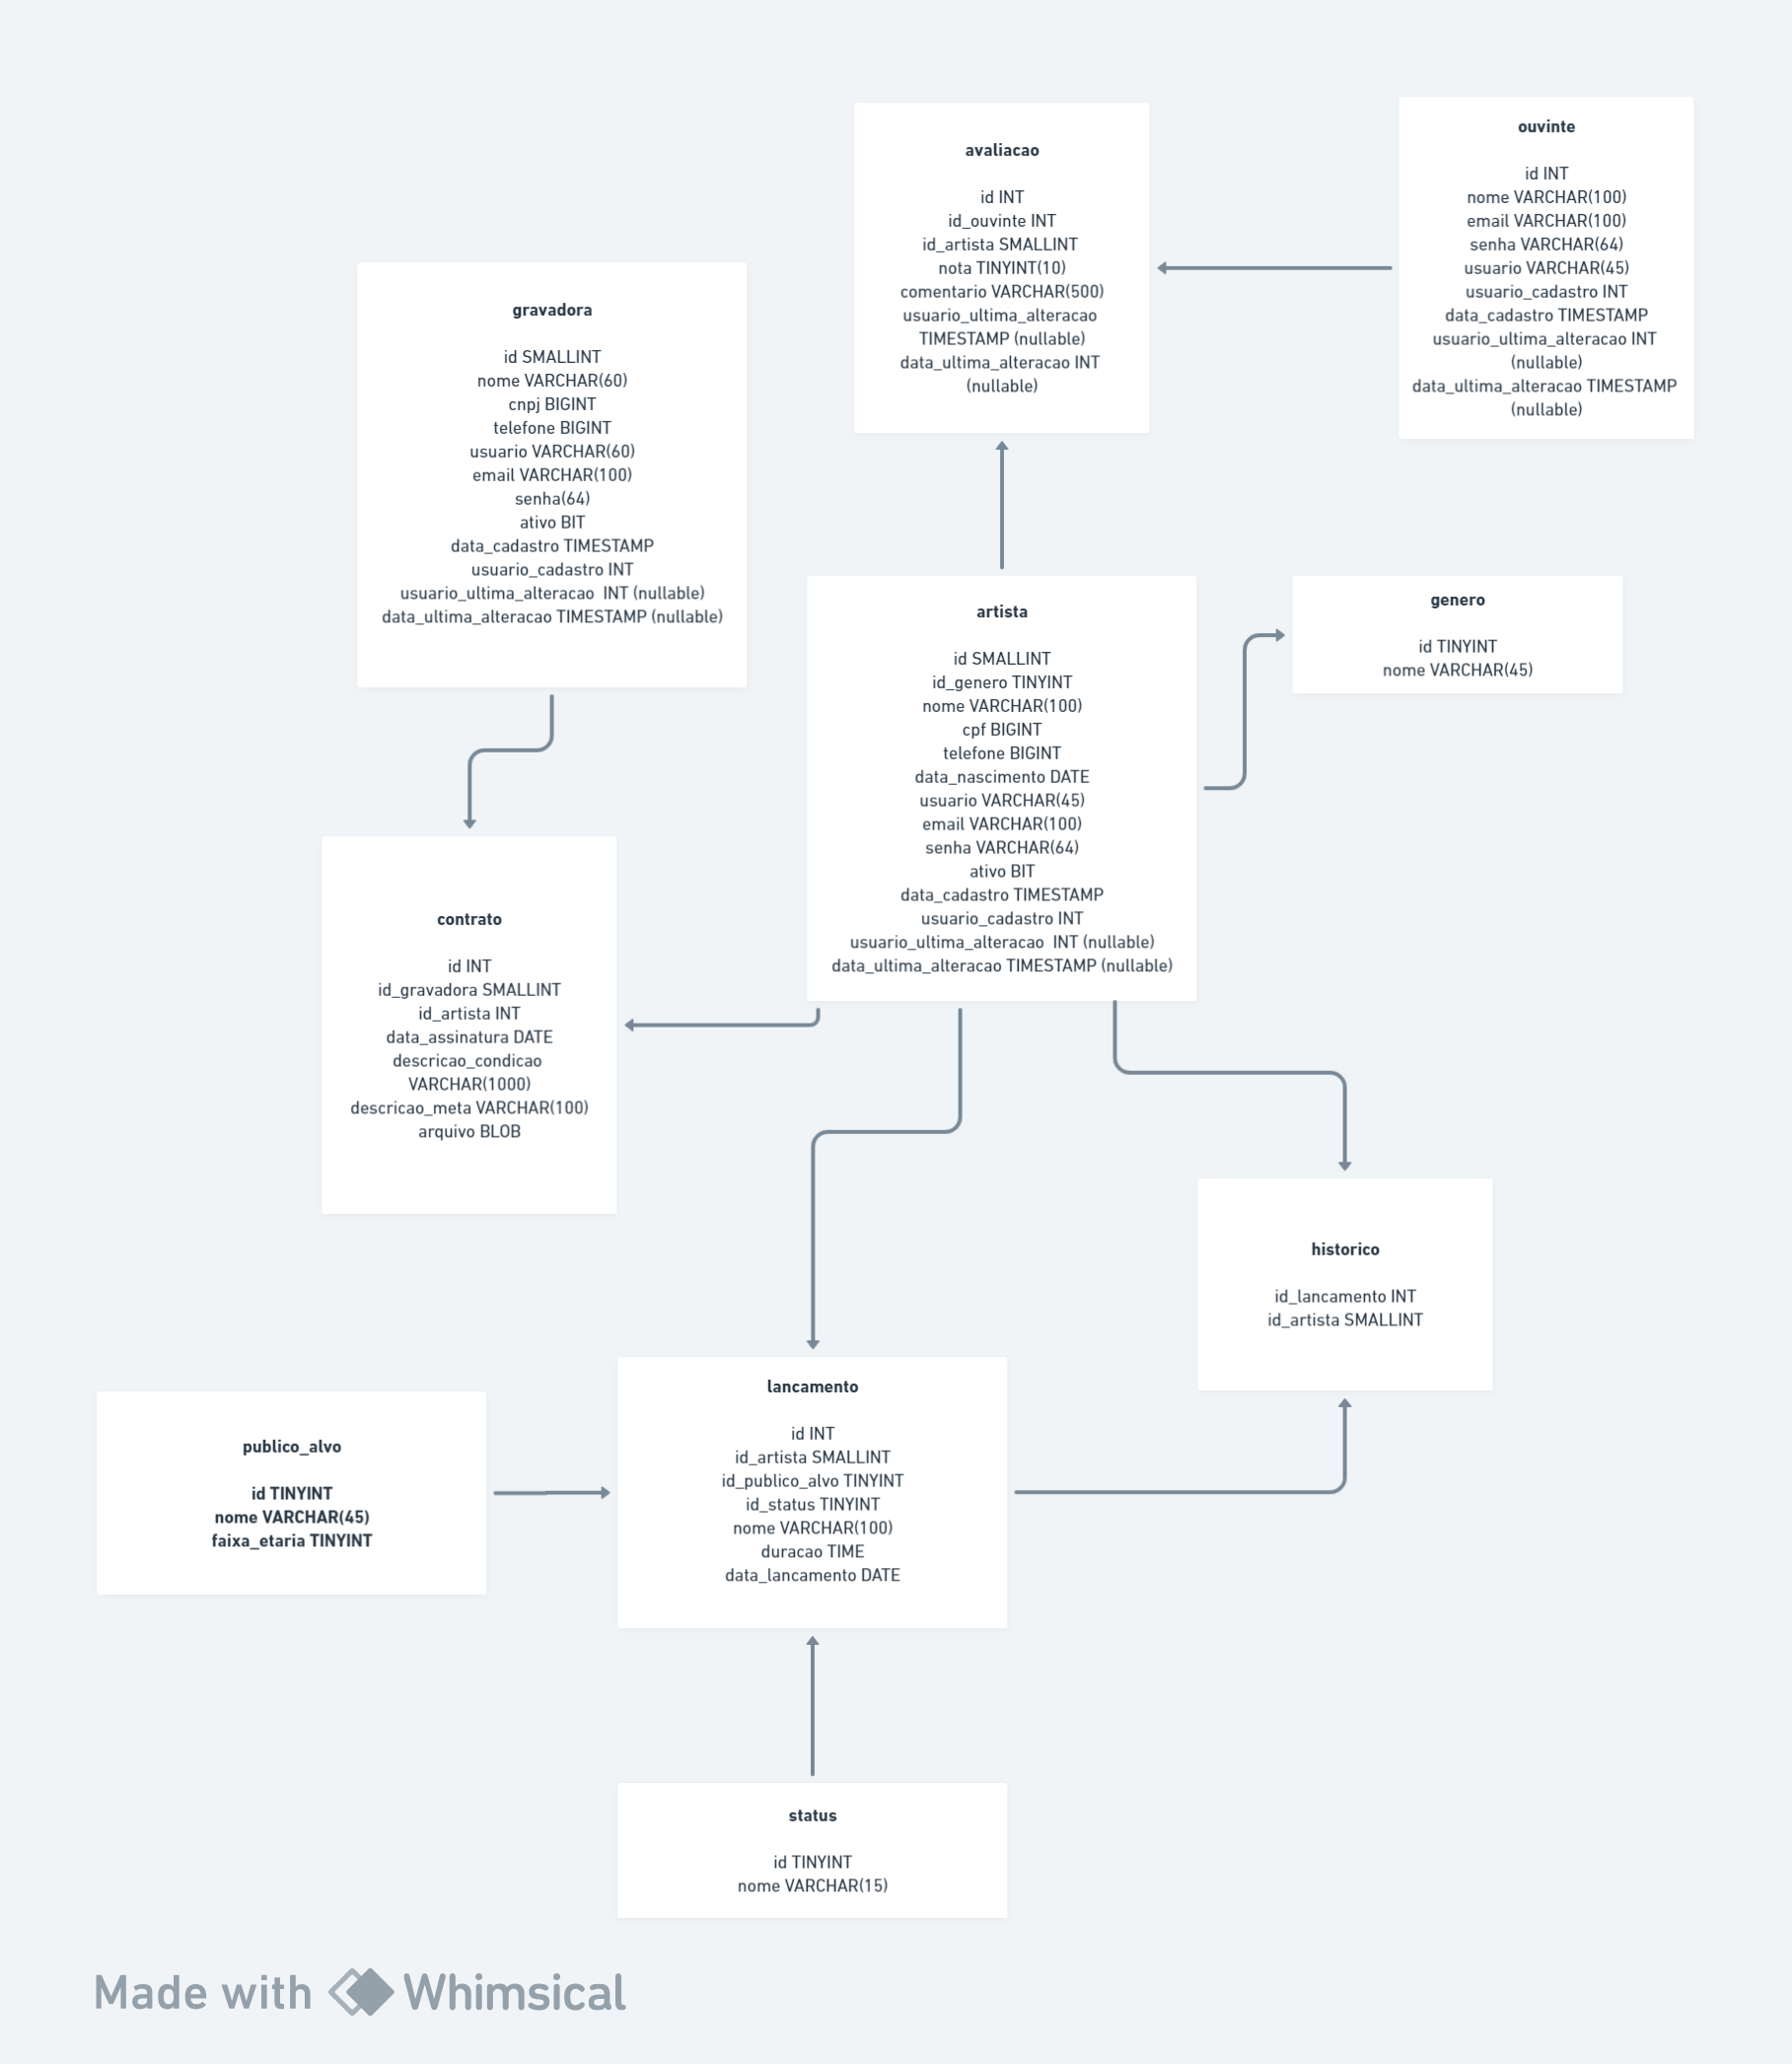 avaliacao
id INT
id_ouvinte INT
id_artista SMALLINT
nota TINYINT(10)
comentario VARCHAR(500)
usuario_ultima_alteracao
TIMESTAMP (nullable)
data_ultima_alteracao INT
(nullable)
ouvinte
id INT
nome VARCHAR(100)
email VARCHAR(100)
senha VARCHAR(64)
usuario VARCHAR(45)
usuario_cadastro INT
data_cadastro TIMESTAMP
usuario_ultima_alteracao INT
(nullable)
data_ultima_alteracao TIMESTAMP
(nullable)
gravadora
id SMALLINT
nome VARCHAR(60)
cnpj BIGINT
telefone BIGINT
usuario VARCHAR(60)
email VARCHAR(100)
senha(64)
ativo BIT
data_cadastro TIMESTAMP
usuario_cadastro INT
usuario_ultima_alteracao  INT (nullable)
data_ultima_alteracao TIMESTAMP (nullable)
artista
id SMALLINT
id_genero TINYINT
nome VARCHAR(100)
cpf BIGINT
telefone BIGINT
data_nascimento DATE
usuario VARCHAR(45)
email VARCHAR(100)
senha VARCHAR(64)
ativo BIT
data_cadastro TIMESTAMP
usuario_cadastro INT
usuario_ultima_alteracao  INT (nullable)
data_ultima_alteracao TIMESTAMP (nullable)
genero
id TINYINT
nome VARCHAR(45)
contrato
id INT
id_gravadora SMALLINT
id_artista INT
data_assinatura DATE
descricao_condicao
VARCHAR(1000)
descricao_meta VARCHAR(100)
arquivo BLOB
historico
id_lancamento INT
id_artista SMALLINT
lancamento
id INT
id_artista SMALLINT
id_publico_alvo TINYINT
id_status TINYINT
nome VARCHAR(100)
duracao TIME
data_lancamento DATE
publico_alvo
id TINYINT
nome VARCHAR(45)
faixa_etaria TINYINT
status
id TINYINT
nome VARCHAR(15)
Made with Whimsical